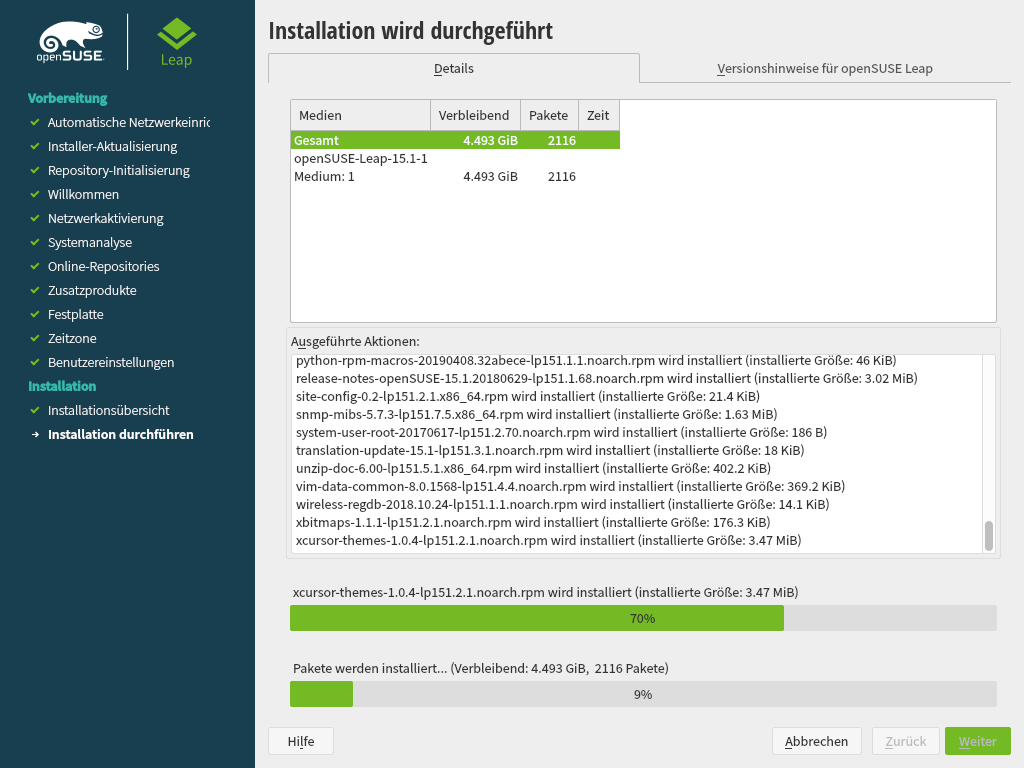 openSUSE
Leap
Vorbereitung
Automatische Netzwerkeinric
Installer-Aktualisierung
Repository-Initialisierung
Willkommen
Netzwerkaktivierung
Systemanalyse
Online-Repositories
Zusatzprodukte
Festplatte
Zeitzone
Benutzereinstellungen
Installation
Installationsübersicht
Installation durchführen
Installation wird durchgeführt
Details
Versionshinweise für openSUSE Leap
Medien Verbleibend Pakete Zeit
Gesamt 4.493 GiB 2116
openSUSE-Leap-15.1-1
Medium: 1 4.493 GiB 2116
Ausgeführte Aktionen:
python-rpm-macros-20190408.32abece-lp151.1.1.noarch.rpm wird installiert (installierte Größe: 46 KiB)
release-notes-openSUSE-15.1.20180629-lp151.1.68.noarch.rpm wird installiert (installierte Größe: 3.02 MiB)
site-config-0.2-lp151.2.1.x86_64.rpm wird installiert (installierte Größe: 21.4 KiB)
snmp-mibs-5.7.3-lp151.7.5.x86_64.rpm wird installiert (installierte Größe: 1.63 MiB)
system-user-root-20170617-lp151.2.70.noarch.rpm wird installiert (installierte Größe: 186 B)
translation-update-15.1-lp151.3.1.noarch.rpm wird installiert (installierte Größe: 18 KiB)
unzip-doc-6.00-lp151.5.1.x86_64.rpm wird installiert (installierte Größe: 402.2 KiB)
vim-data-common-8.0.1568-lp151.4.4.noarch.rpm wird installiert (installierte Größe: 369.2 KiB)
wireless-regdb-2018.10.24-lp151.1.1.noarch.rpm wird installiert (installierte Größe: 14.1 KiB)
xbitmaps-1.1.1-lp151.2.1.noarch.rpm wird installiert (installierte Größe: 176.3 KiB)
xcursor-themes-1.0.4-lp151.2.1.noarch.rpm wird installiert (installierte Größe: 3.47 MiB)
xcursor-themes-1.0.4-lp151.2.1.noarch.rpm wird installiert (installierte Größe: 3.47 MiB)
70%
Pakete werden installiert... (Verbleibend: 4.493 GiB, 2116 Pakete)
9%
Hilfe
Abbrechen
Zurück
Weiter